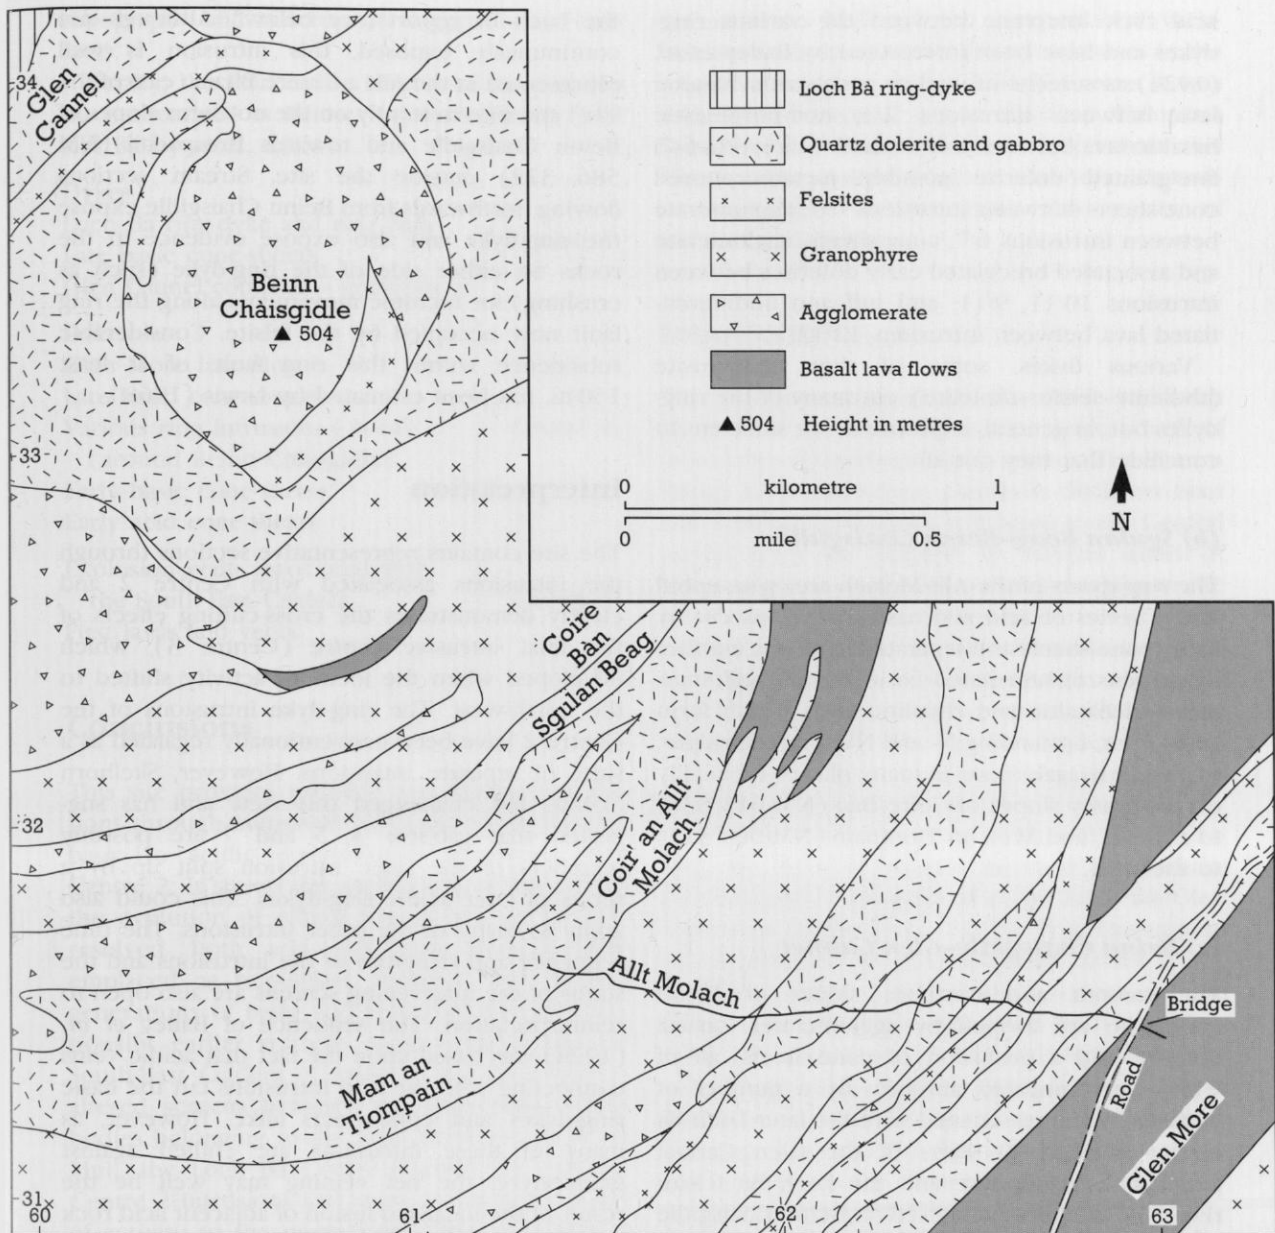 34
Glen
Cannel
Beinn
Chàisgidle
504
33
Loch Bà ring-dyke
Quartz dolerite and gabbro
Felsites
Granophyre
Agglomerate
Basalt lava flows
504 Height in metres
0 kilometre 1
0 mile 0.5
N
Coire
Bàn
Sgulan Beag
32
Coir' an Allt
Molach
Allt Molach
Bridge
Mam an
Tiompain
Road
Glen More
31
60
61
62
63